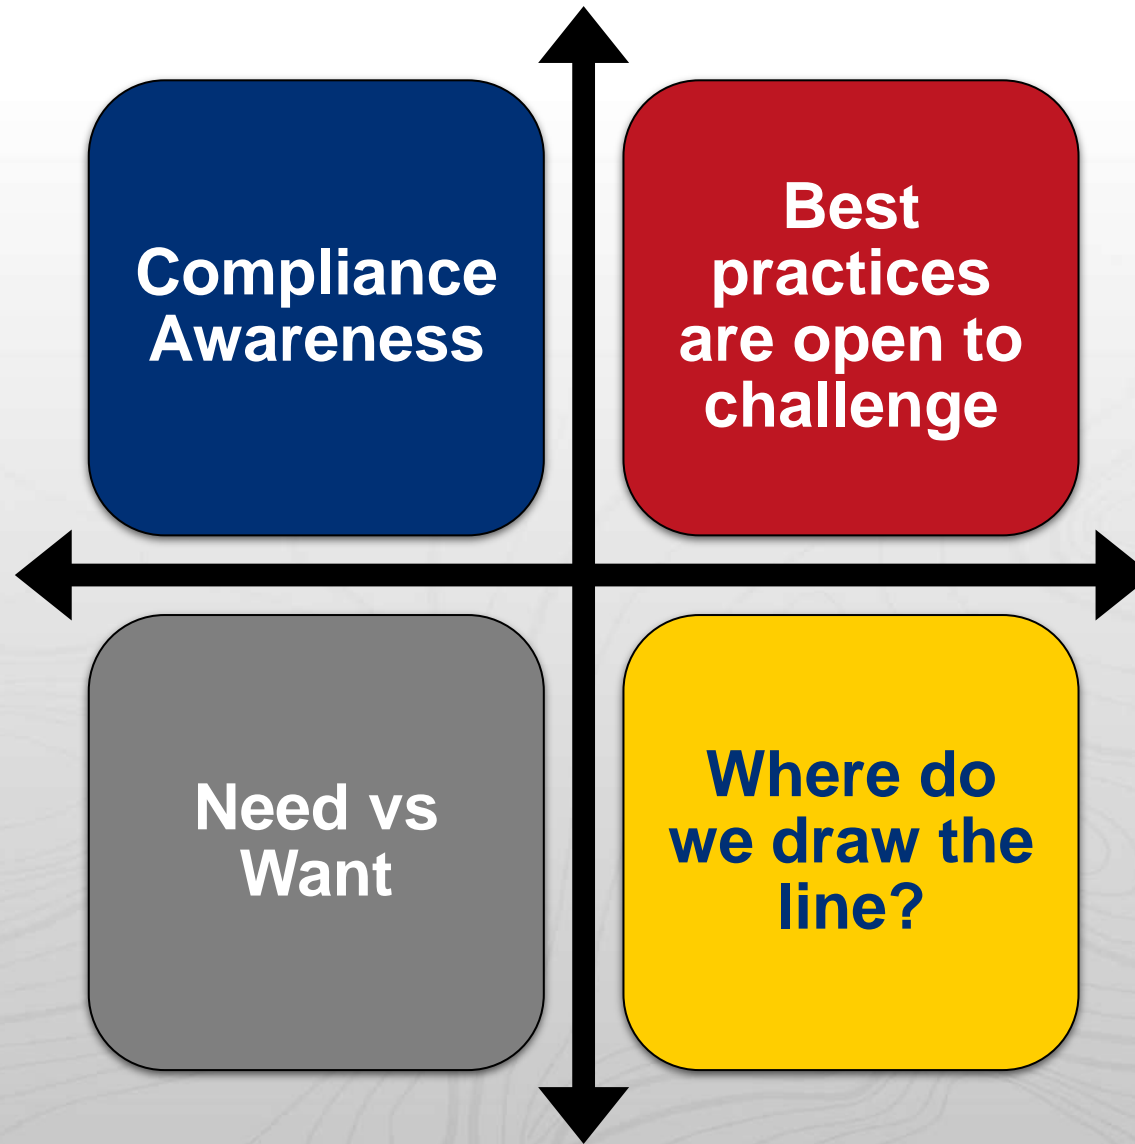 Compliance
Awareness
Best
practices
are open to
challenge
Need vs
Want
Where do
we draw the
line?